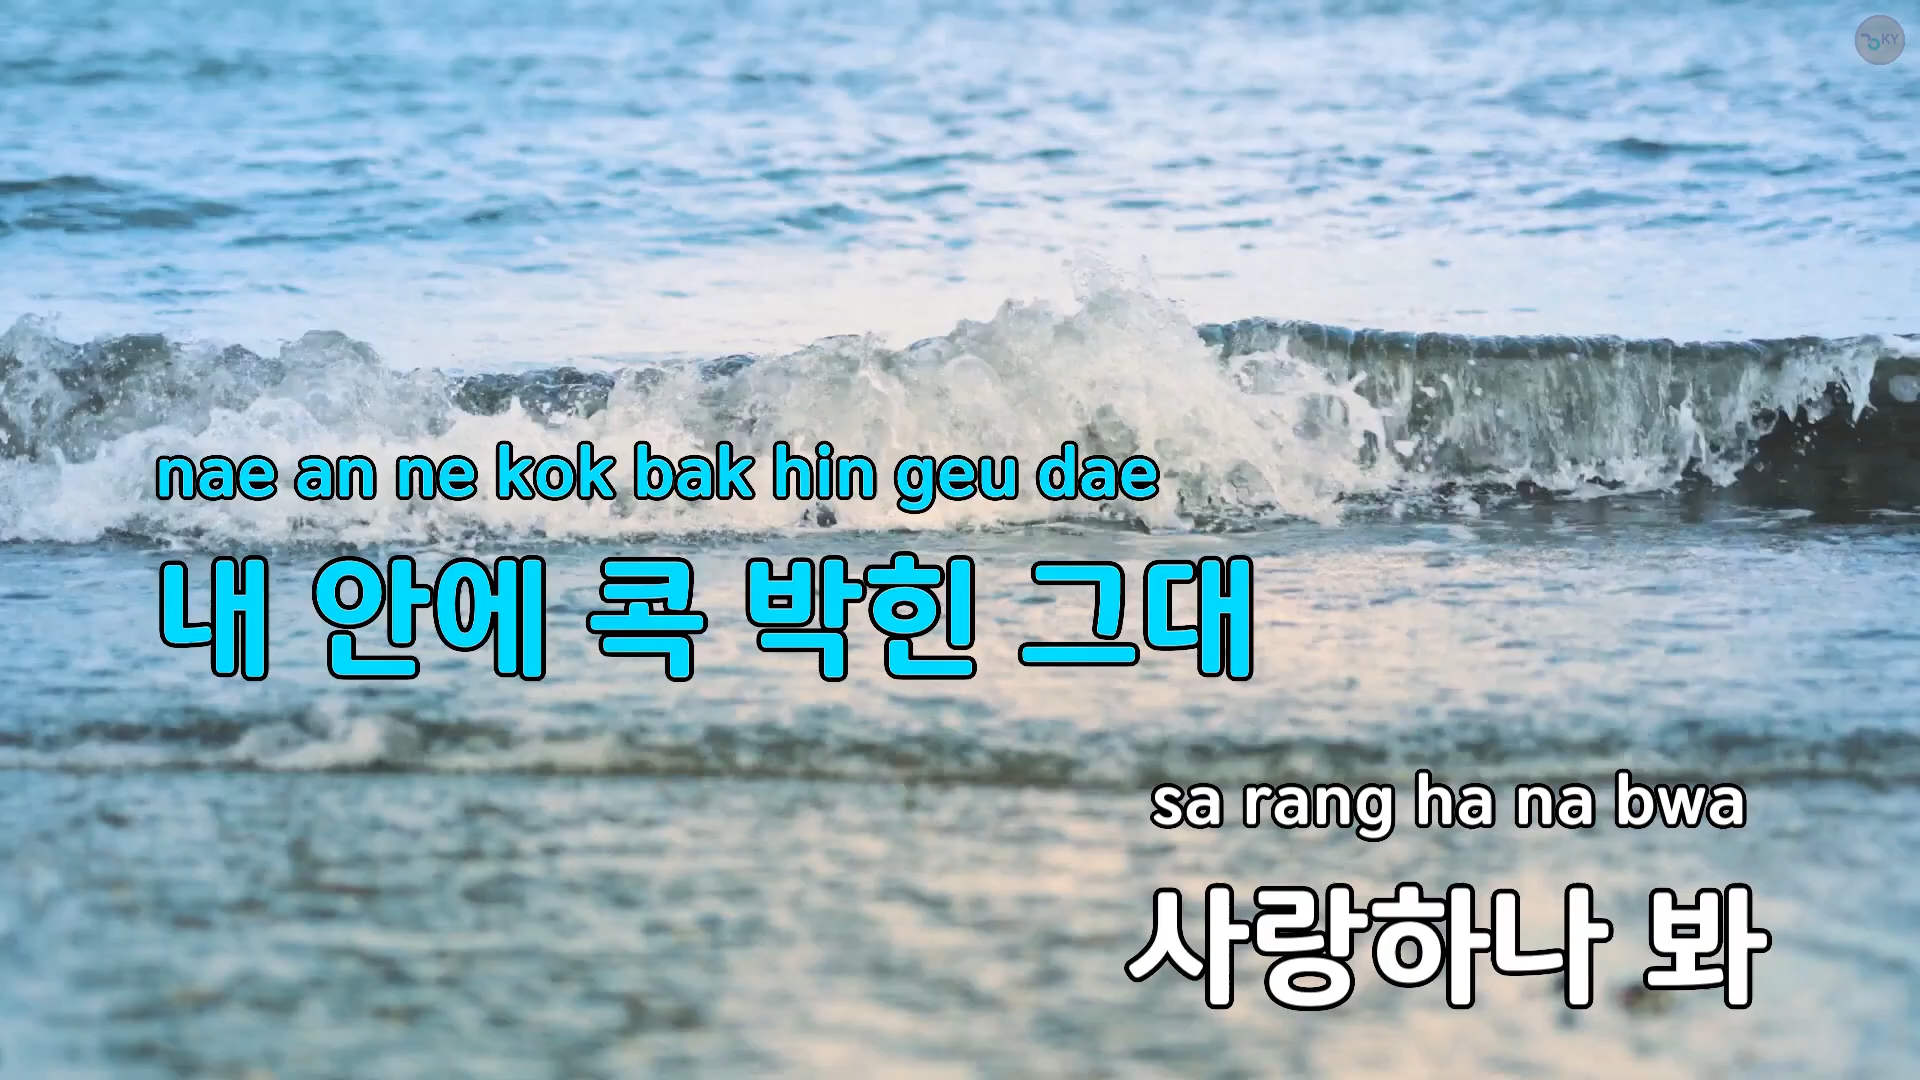 KY
nae an ne kok bak hin geu dae
내 안에 콕 박힌 그대
sa rang ha na bwa
사랑하나 봐